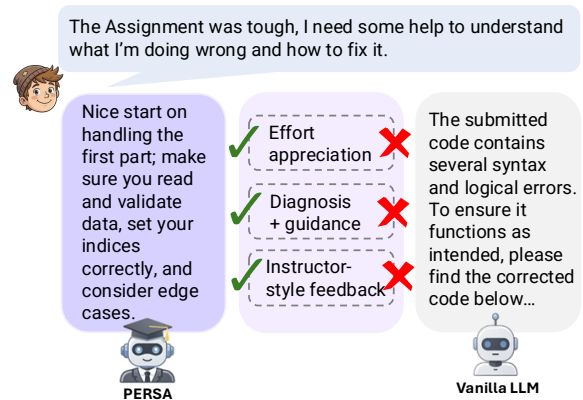 The Assignment was tough, I need some help to understand
what I'm doing wrong and how to fix it.
Nice start on
handling the
first part; make
sure you read
and validate
data, set your
indices
correctly, and
consider edge
cases.
PERSA
Effort
appreciation
Diagnosis
+ guidance
Instructor-
style feedback
The submitted
code contains
several syntax
and logical errors.
To ensure it
functions as
intended, please
find the corrected
code below…
Vanilla LLM